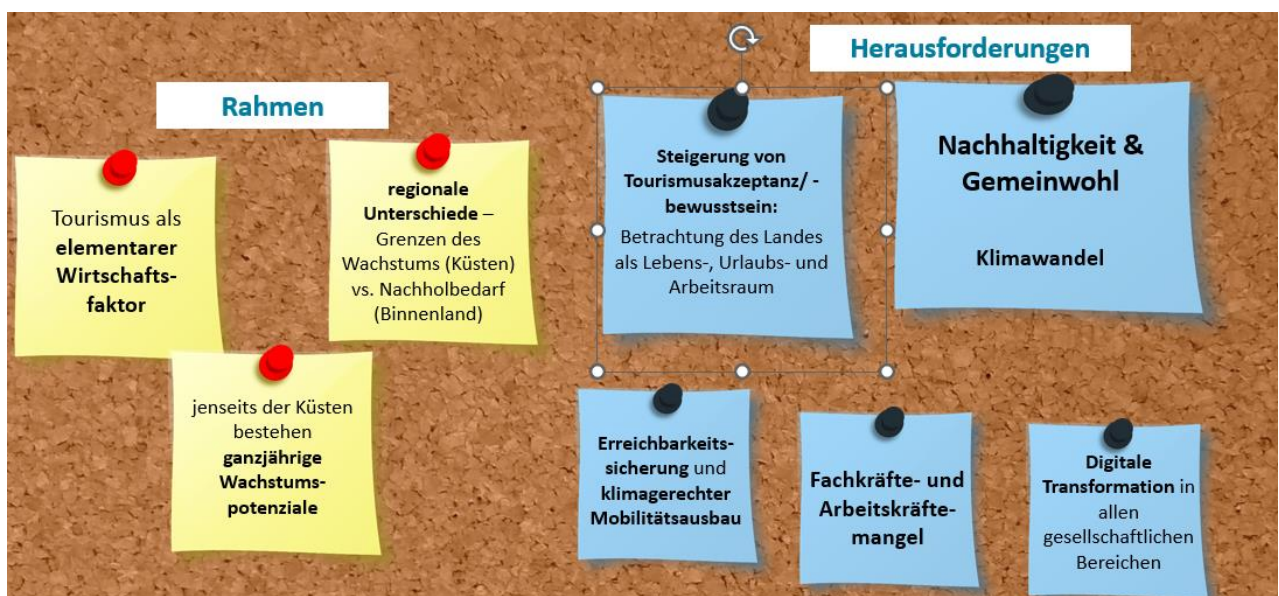 Rahmen
Tourismus als
elementarer
Wirtschafts-
faktor
regionale
Unterschiede –
Grenzen des
Wachstums (Küsten)
vs. Nachholbedarf
(Binnenland)
jenseits der Küsten
bestehen
ganzjährige
Wachstums-
potenziale
Herausforderungen
Steigerung von
Tourismusakzeptanz/ -
bewusstsein:
Betrachtung des Landes
als Lebens-, Urlaubs- und
Arbeitsraum
Nachhaltigkeit &
Gemeinwohl
Klimawandel
Erreichbarkeits-
sicherung und
klimagerechter
Mobilitätsausbau
Fachkräfte- und
Arbeitskräfte-
mangel
Digitale
Transformation in
allen
gesellschaftlichen
Bereichen